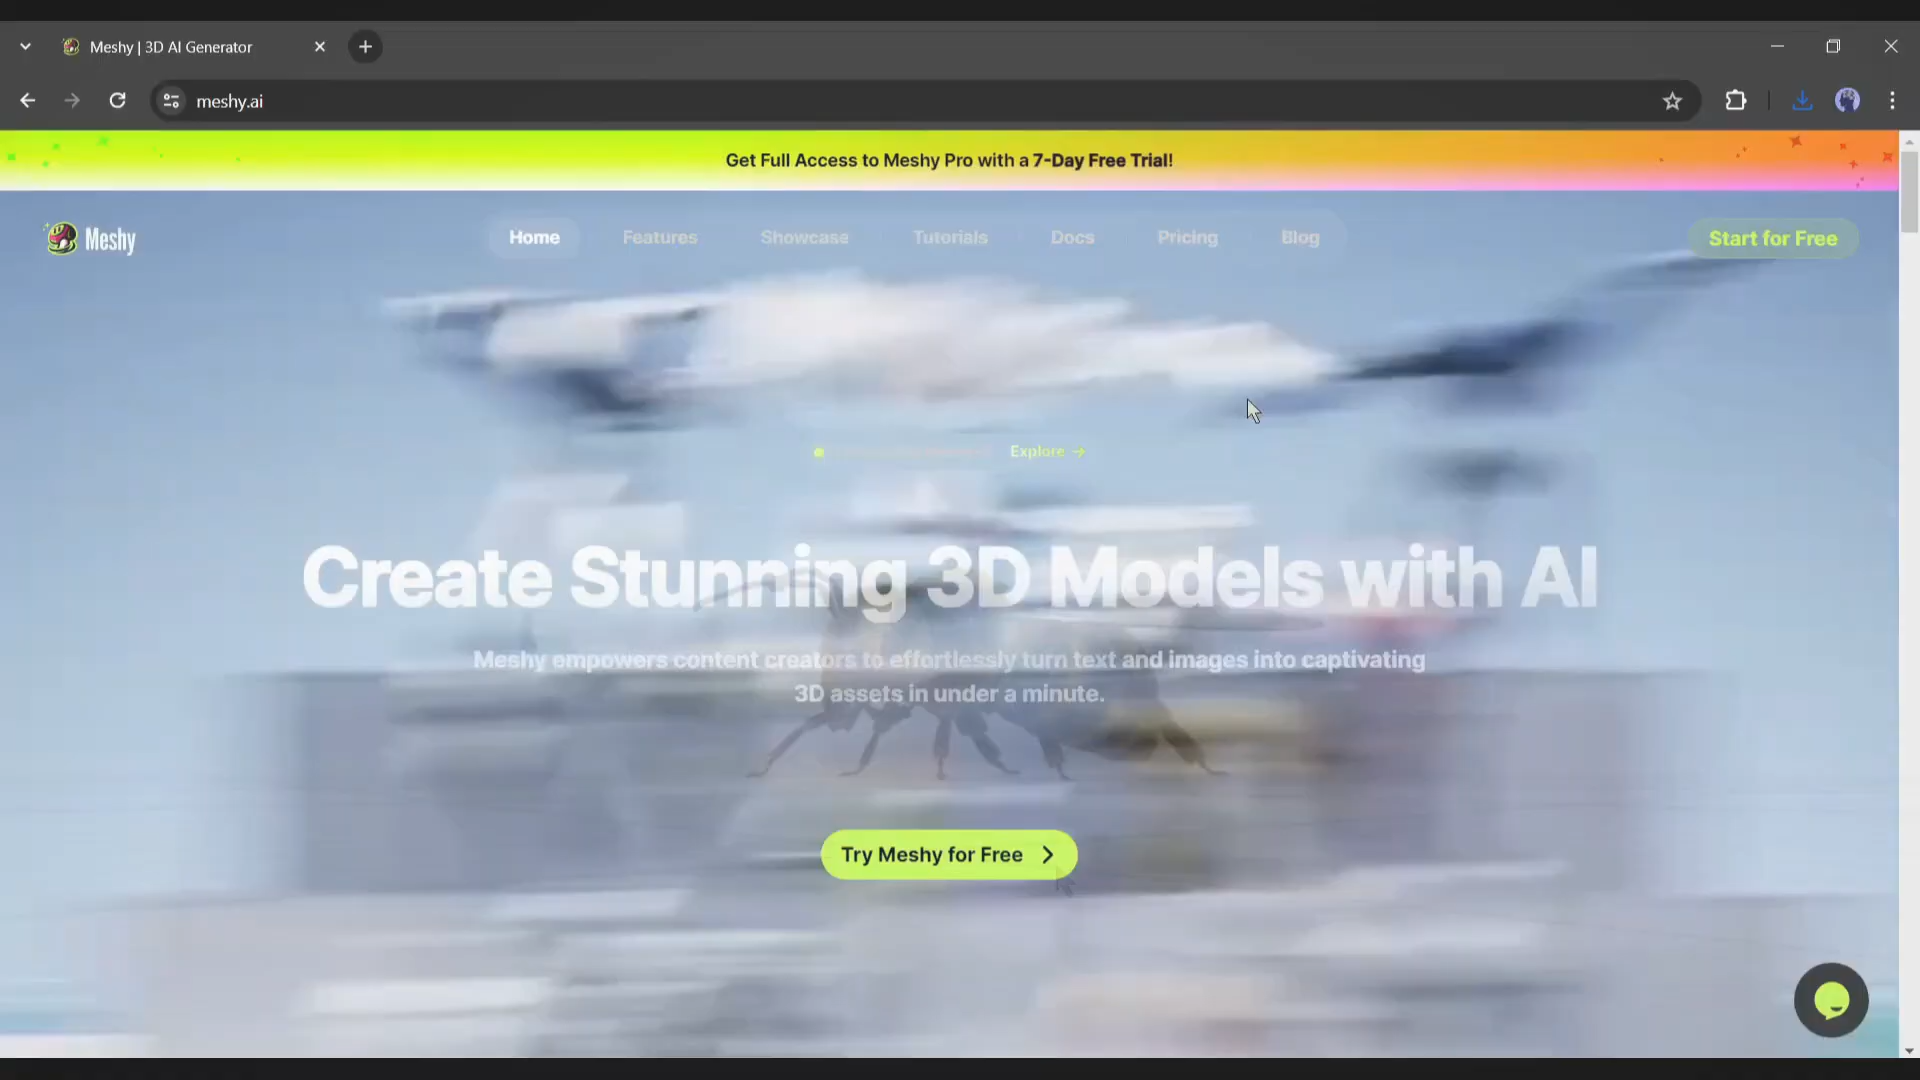 Meshy | 3D AI Generator
meshy.ai
Get Full Access to Meshy Pro with a 7-Day Free Trial!
Meshy
Home
Features
Showcase
Tutorials
Docs
Pricing
Blog
Start for Free
Explore →
Create Stunning 3D Models with AI
Meshy empowers content creators to effortlessly turn text and images into captivating
3D assets in under a minute.
Try Meshy for Free